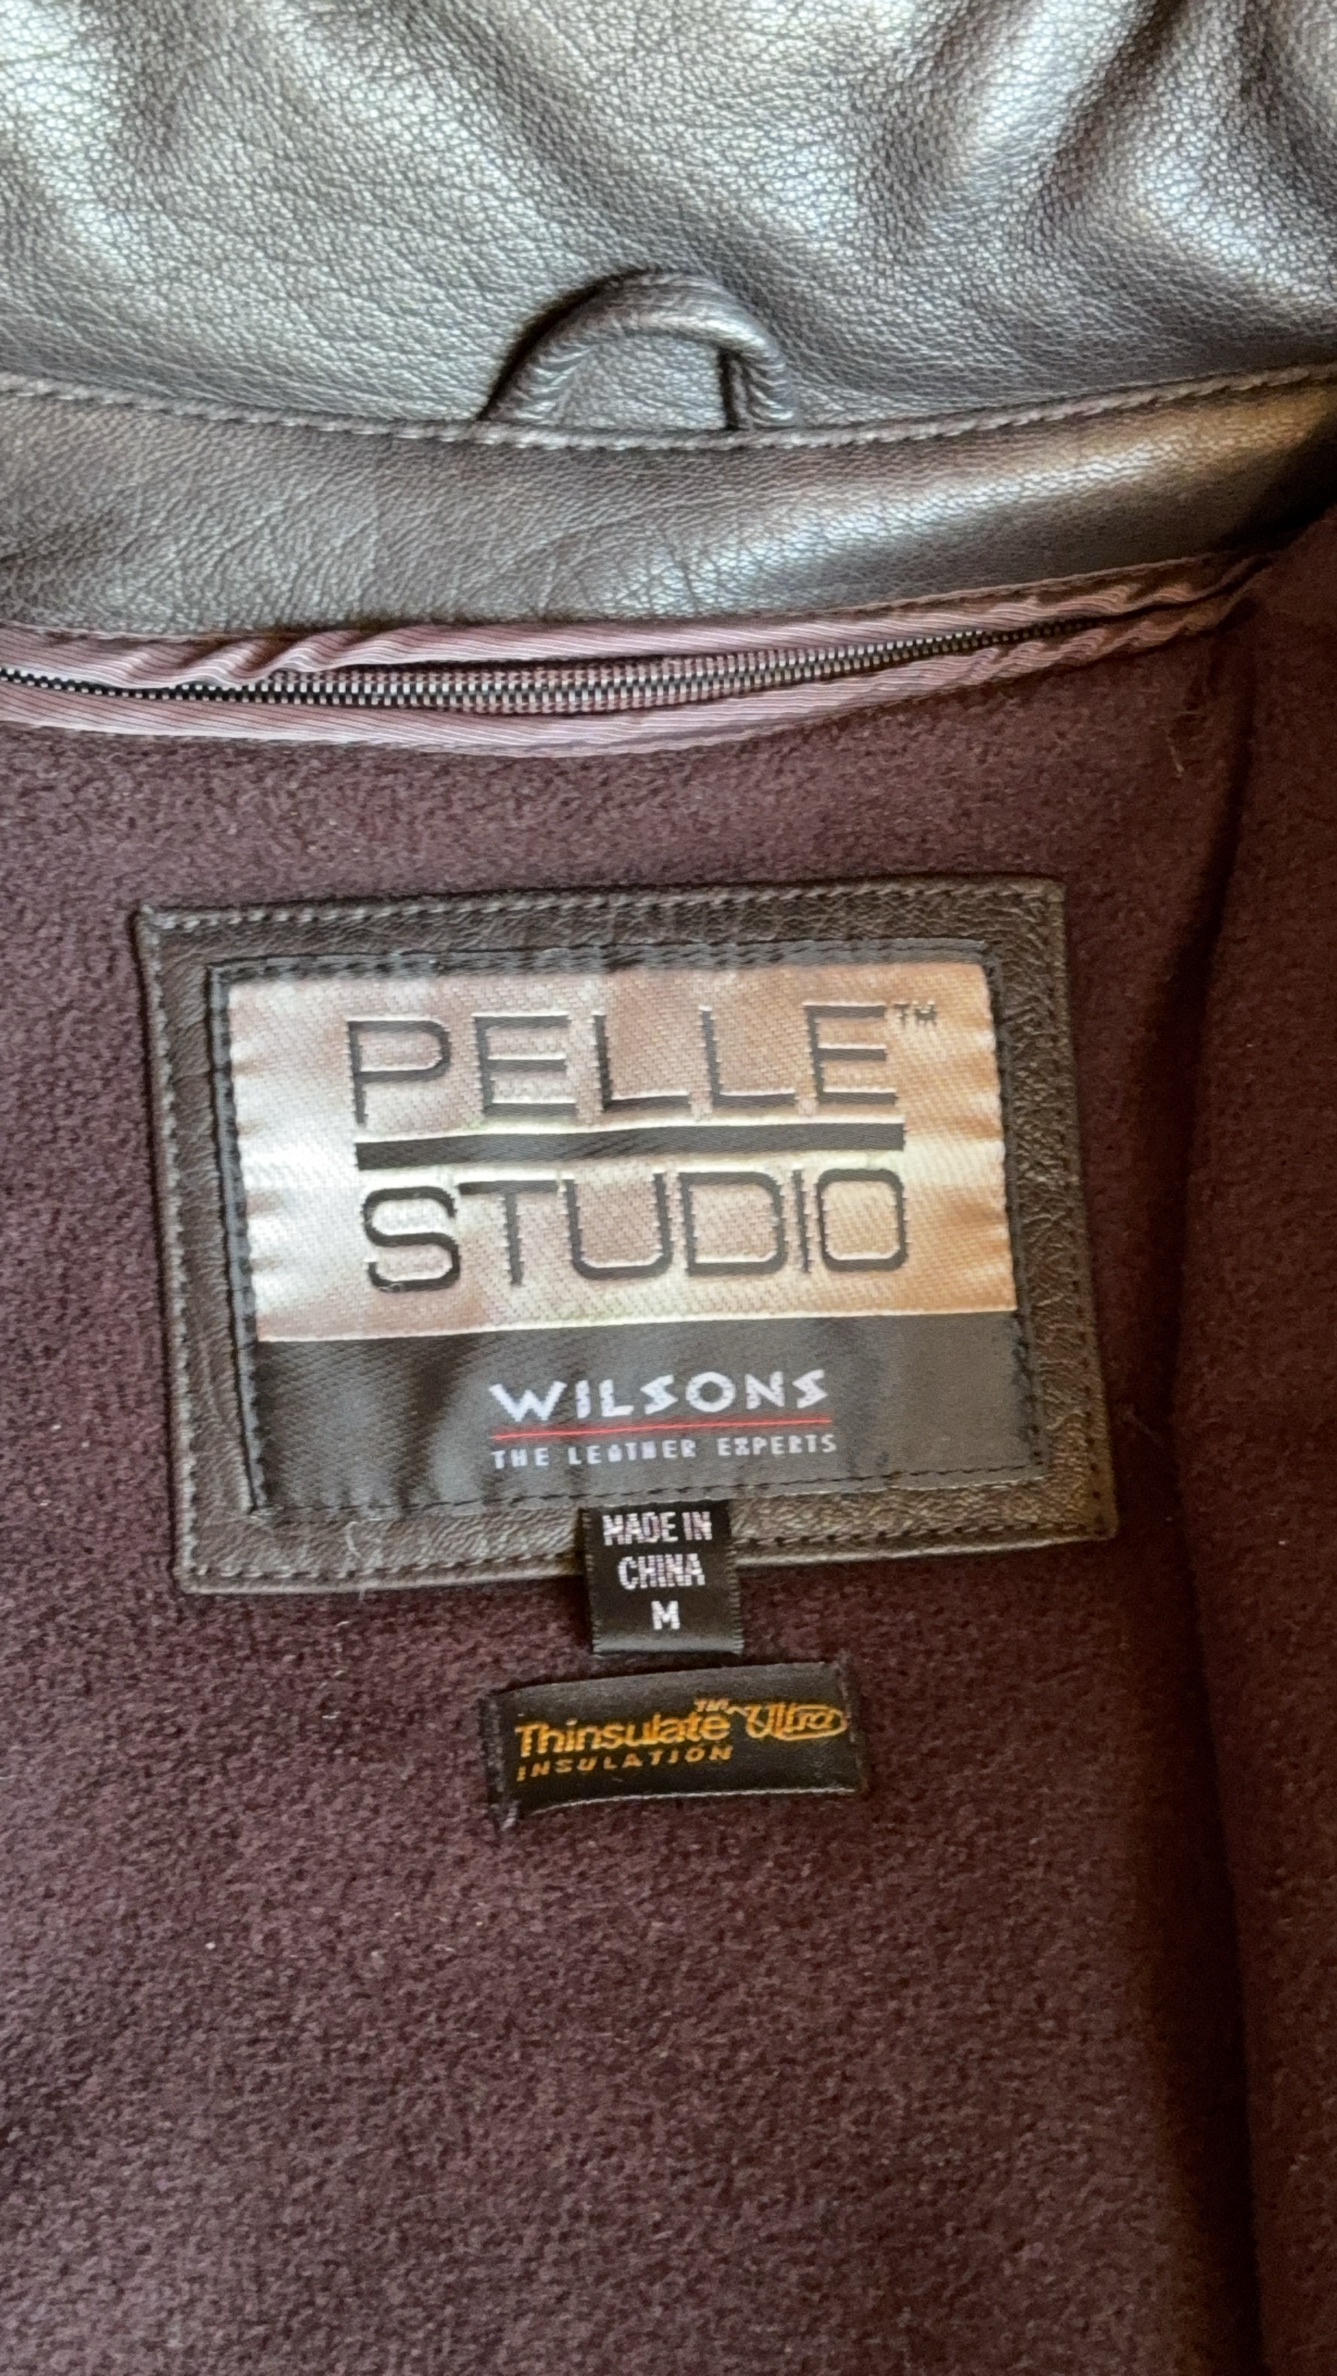 PELLE™
STUDIO
WILSONS
THE LEATHER EXPERTS
MADE IN
CHINA
M
Thinsulate™ Ultra
INSULATION